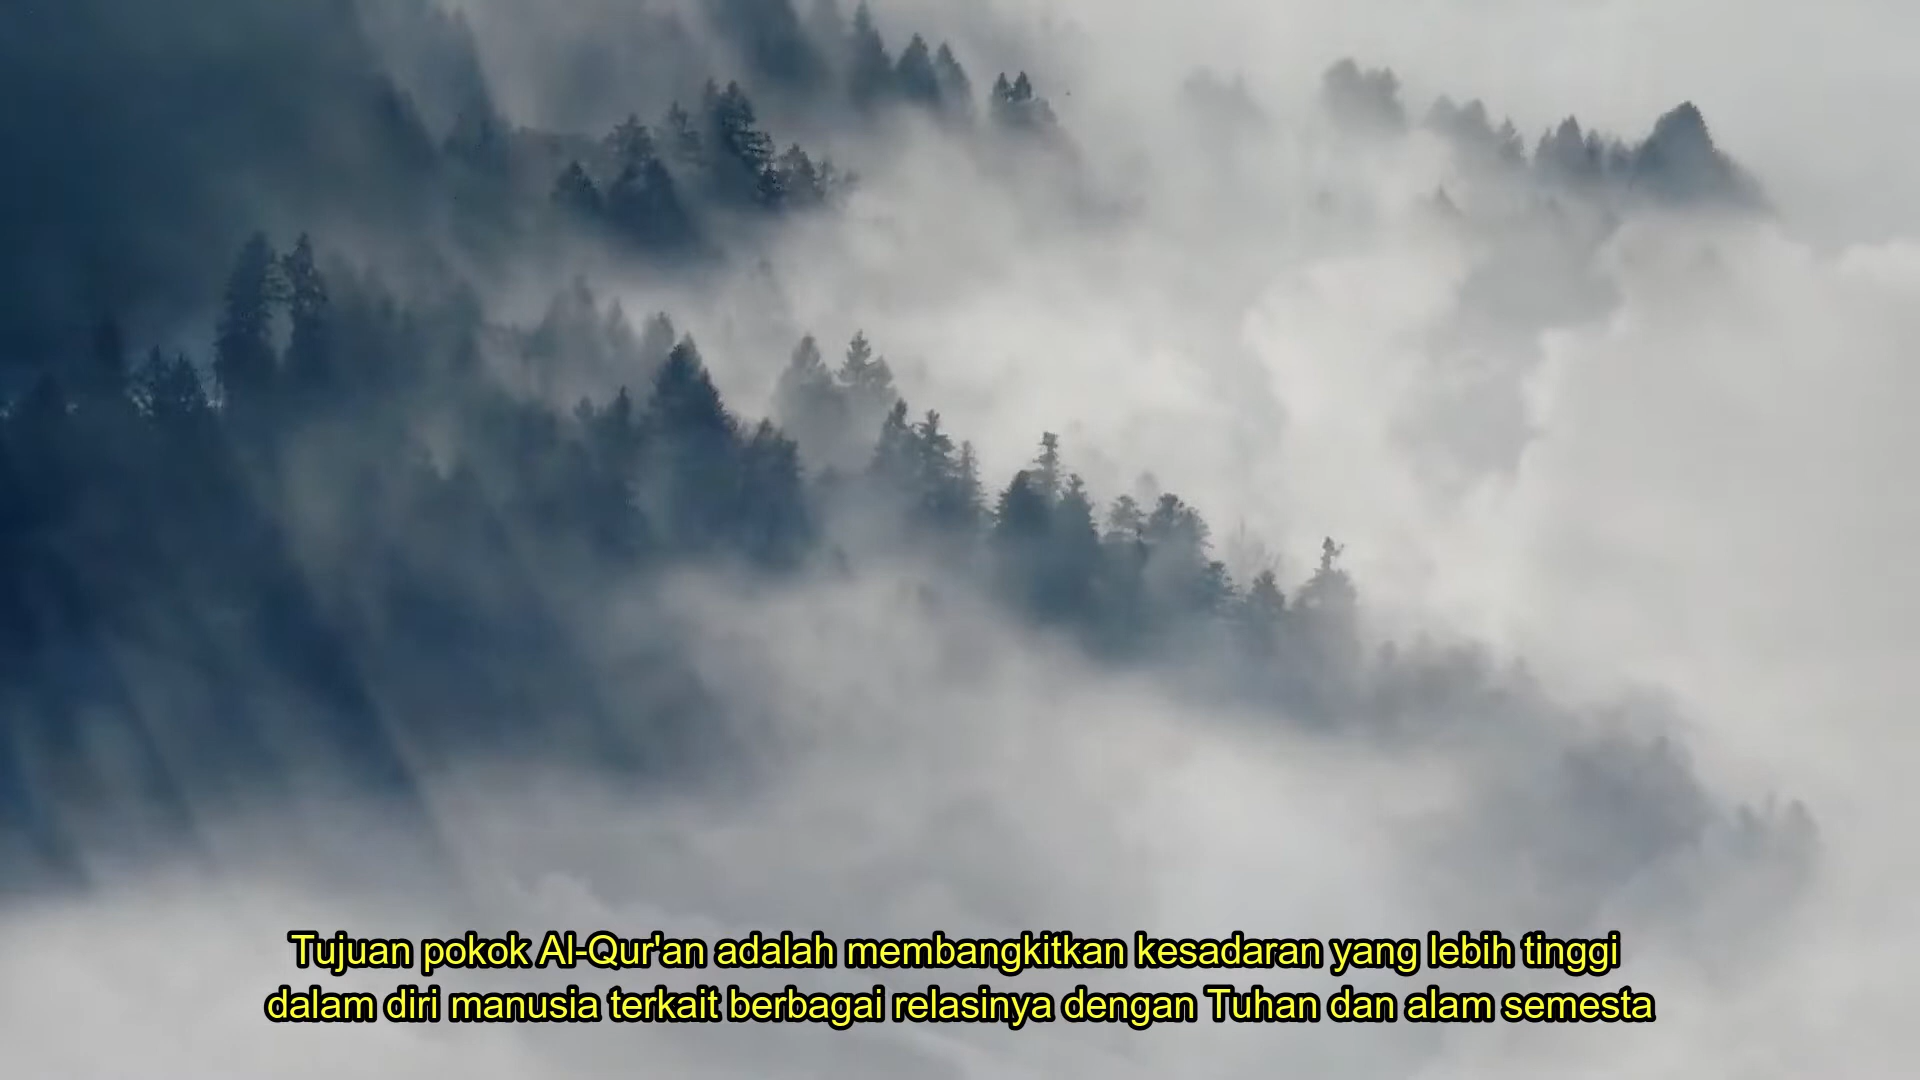 Tujuan pokok Al-Qur'an adalah membangkitkan kesadaran yang lebih tinggi
dalam diri manusia terkait berbagai relasinya dengan Tuhan dan alam semesta